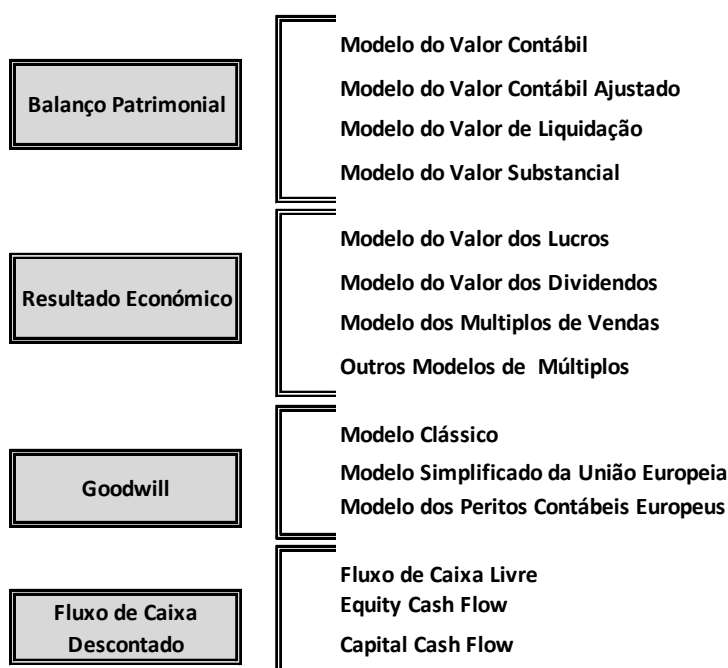 Balanço Patrimonial
Modelo do Valor Contábil
Modelo do Valor Contábil Ajustado
Modelo do Valor de Liquidação
Modelo do Valor Substancial
Resultado Económico
Modelo do Valor dos Lucros
Modelo do Valor dos Dividendos
Modelo dos Multiplos de Vendas
Outros Modelos de Múltiplos
Goodwill
Modelo Clássico
Modelo Simplificado da União Europeia
Modelo dos Peritos Contábeis Europeus
Fluxo de Caixa
Descontado
Fluxo de Caixa Livre
Equity Cash Flow
Capital Cash Flow